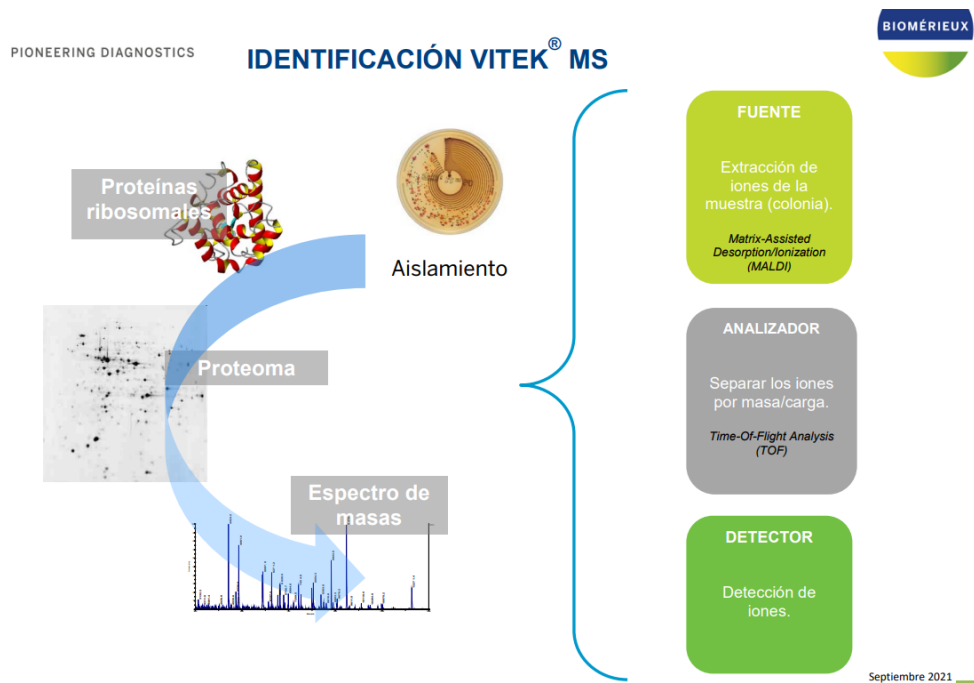 PIONEERING DIAGNOSTICS
IDENTIFICACIÓN VITEK® MS
BIOMÉRIEUX
Proteínas
ribosomales
Aislamiento
Proteoma
Espectro de
masas
FUENTE
Extracción de
iones de la
muestra (colonia).
Matrix-Assisted
Desorption/Ionization
(MALDI)
ANALIZADOR
Separar los iones
por masa/carga.
Time-Of-Flight Analysis
(TOF)
DETECTOR
Detección de
iones.
Septiembre 2021